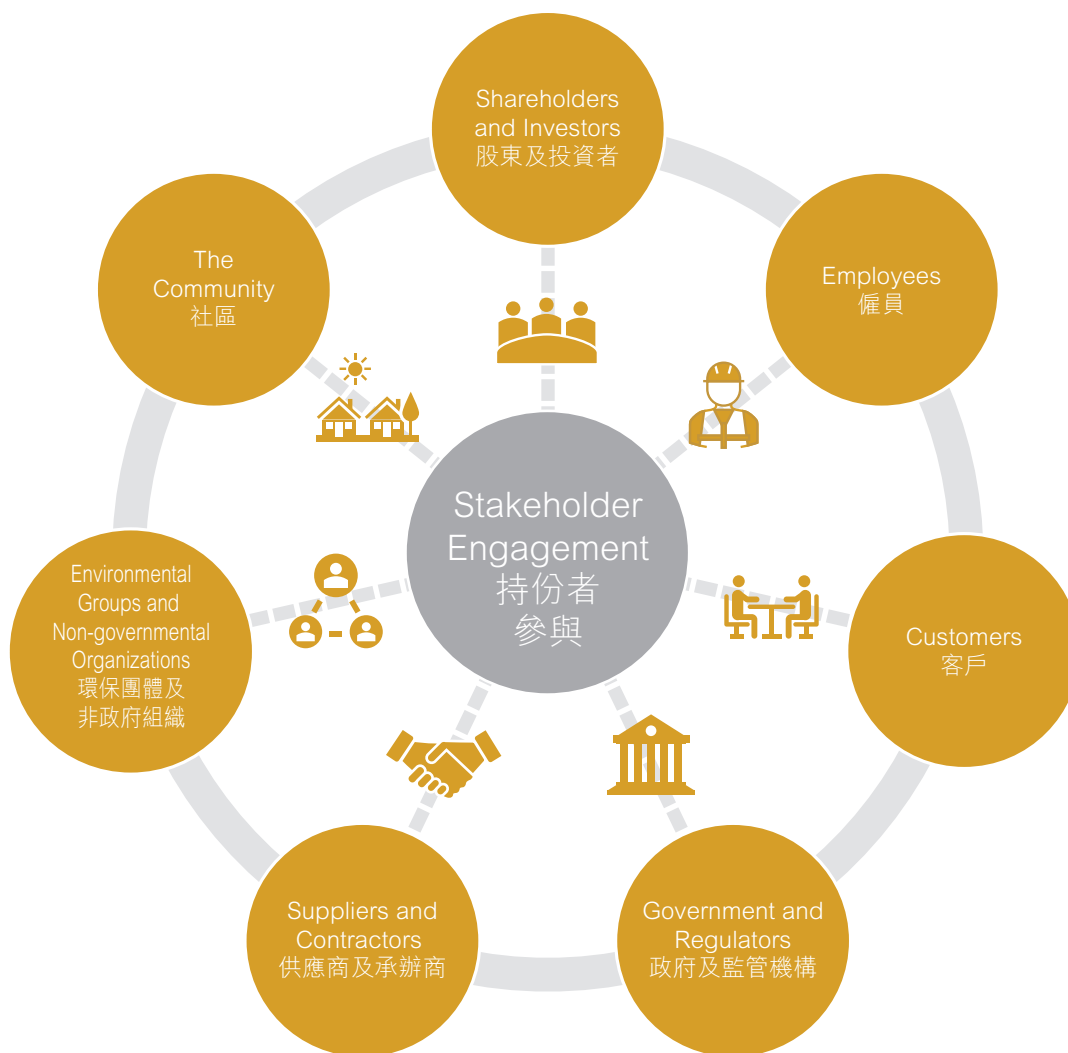 Shareholders
and Investors
股東及投資者
Employees
僱員
Customers
客戶
Government and
Regulators
政府及監管機構
Suppliers and
Contractors
供應商及承辦商
Environmental
Groups and
Non-governmental
Organizations
環保團體及
非政府組織
The
Community
社區
Stakeholder
Engagement
持份者
參與